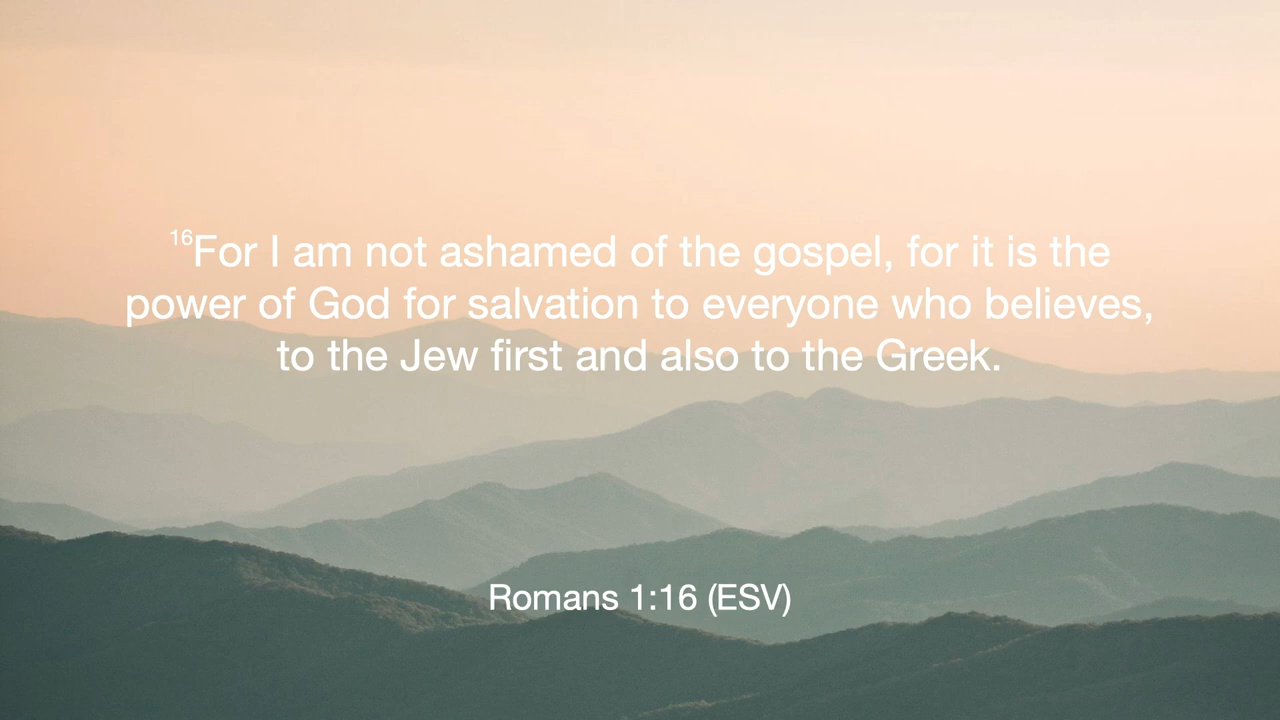 16For I am not ashamed of the gospel, for it is the
power of God for salvation to everyone who believes,
to the Jew first and also to the Greek.
Romans 1:16 (ESV)